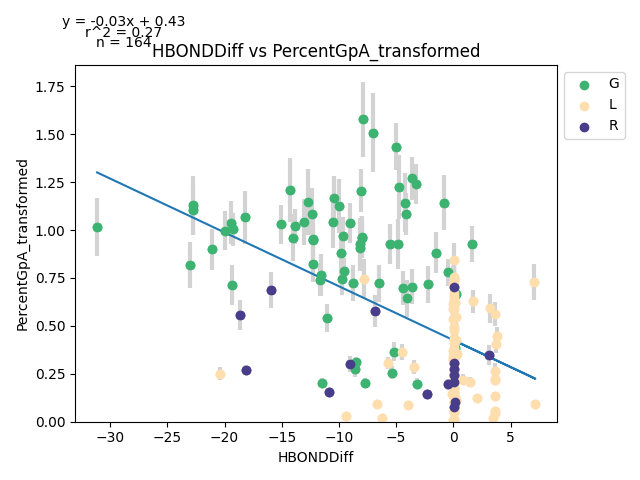 y = -0.03x + 0.43
r^2 = 0.27
n = 164
HBONDDiff vs PercentGpA_transformed
G
L
R
PercentGpA_transformed
1.75
1.50
1.25
1.00
0.75
0.50
0.25
0.00
−30 −25 −20 −15 −10 −5 0 5
HBONDDiff